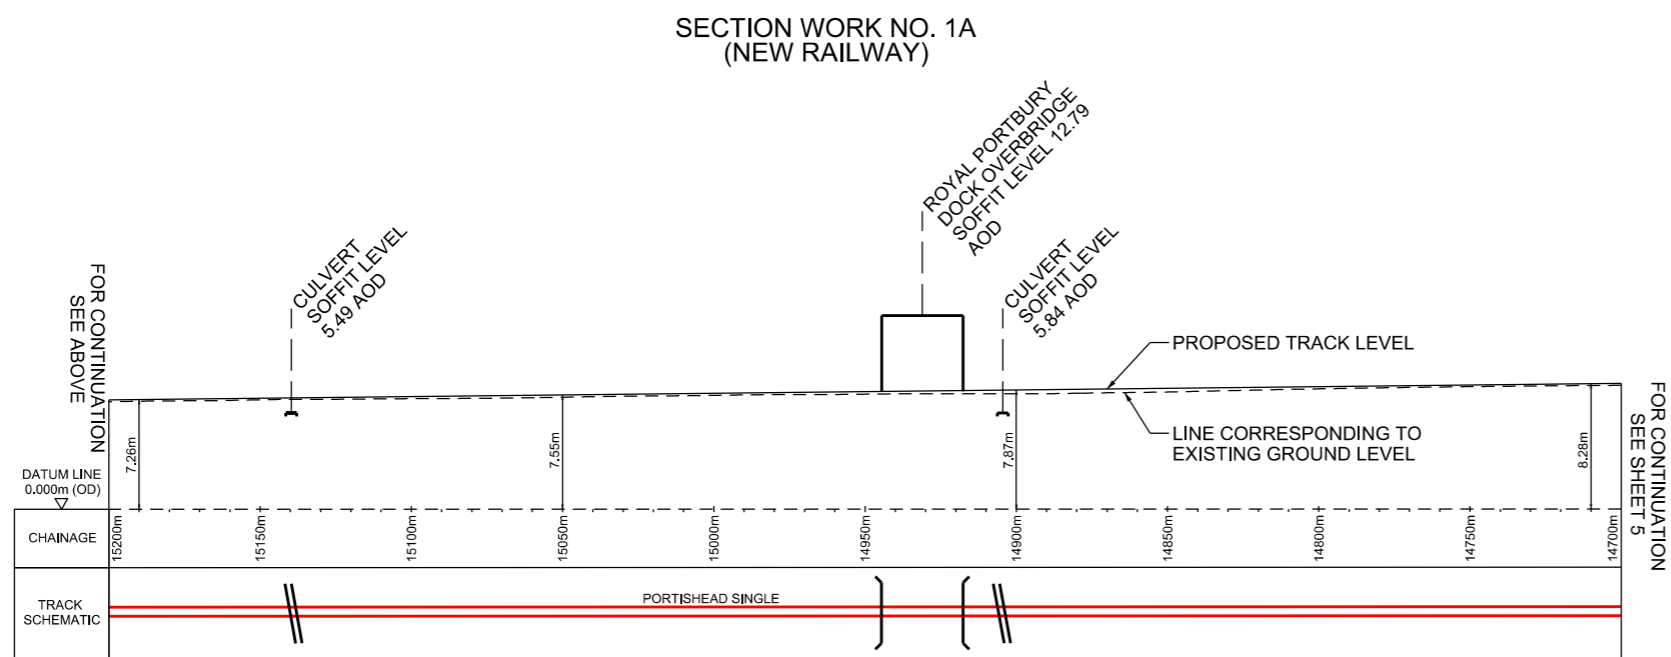 SECTION WORK NO. 1A
(NEW RAILWAY)
ROYAL PORTBURY
DOCK OVERBRIDGE
SOFFIT LEVEL 12.79
AOD
CULVERT
SOFFIT LEVEL
5.49 AOD
CULVERT
SOFFIT LEVEL
5.84 AOD
FOR CONTINUATION
SEE ABOVE
PROPOSED TRACK LEVEL
LINE CORRESPONDING TO
EXISTING GROUND LEVEL
FOR CONTINUATION
SEE SHEET 5
7.26m
7.55m
7.87m
8.28m
DATUM LINE
0.000m (OD)
CHAINAGE
15200m
15150m
15100m
15050m
15000m
14950m
14900m
14850m
14800m
14750m
14700m
TRACK
SCHEMATIC
PORTISHEAD SINGLE